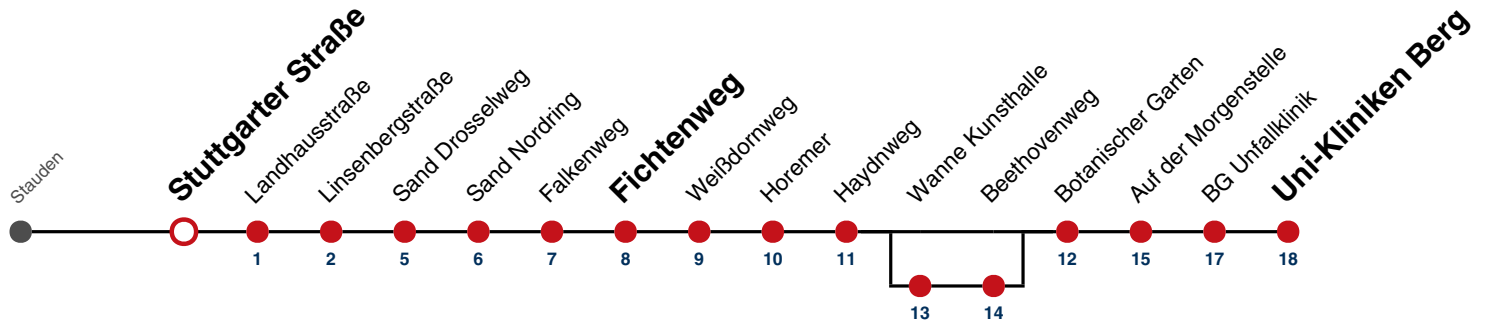 Stauden
Stuttgarter Straße
Landhausstraße
Linsenbergstraße
Sand Drosselweg
Sand Nordring
Falkenweg
Fichtenweg
Weißdornweg
Horemer
Haydnweg
Wanne Kunsthalle
Beethovenweg
Botanischer Garten
Auf der Morgenstelle
BG Unfallklinik
Uni-Kliniken Berg
1 2 5 6 7 8 9 10 11 12 15 17 18
13 14